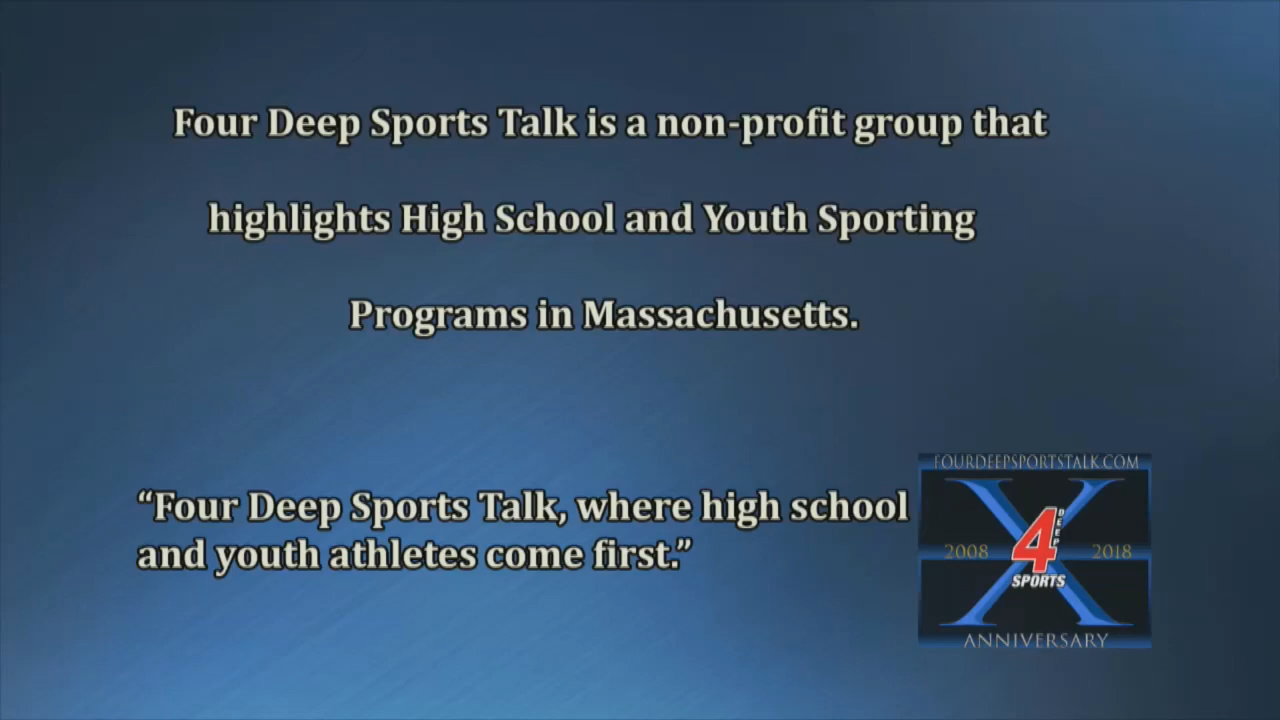 Four Deep Sports Talk is a non-profit group that
highlights High School and Youth Sporting
Programs in Massachusetts.
“Four Deep Sports Talk, where high school
and youth athletes come first.”
FOURDEEPSPORTSTALK.COM
4 DEEP
2008 2018
SPORTS
ANNIVERSARY